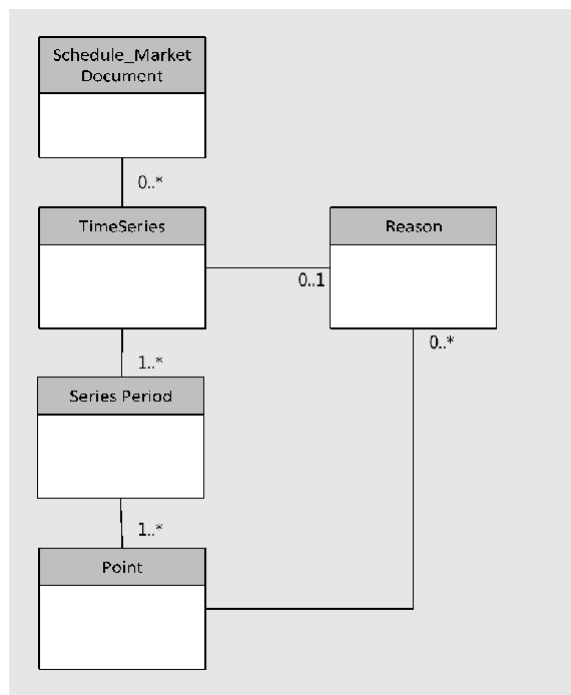 Schedule_Market
Document
0..*
TimeSeries
Reason
0..1
0..*
1..*
Series Period
1..*
Point